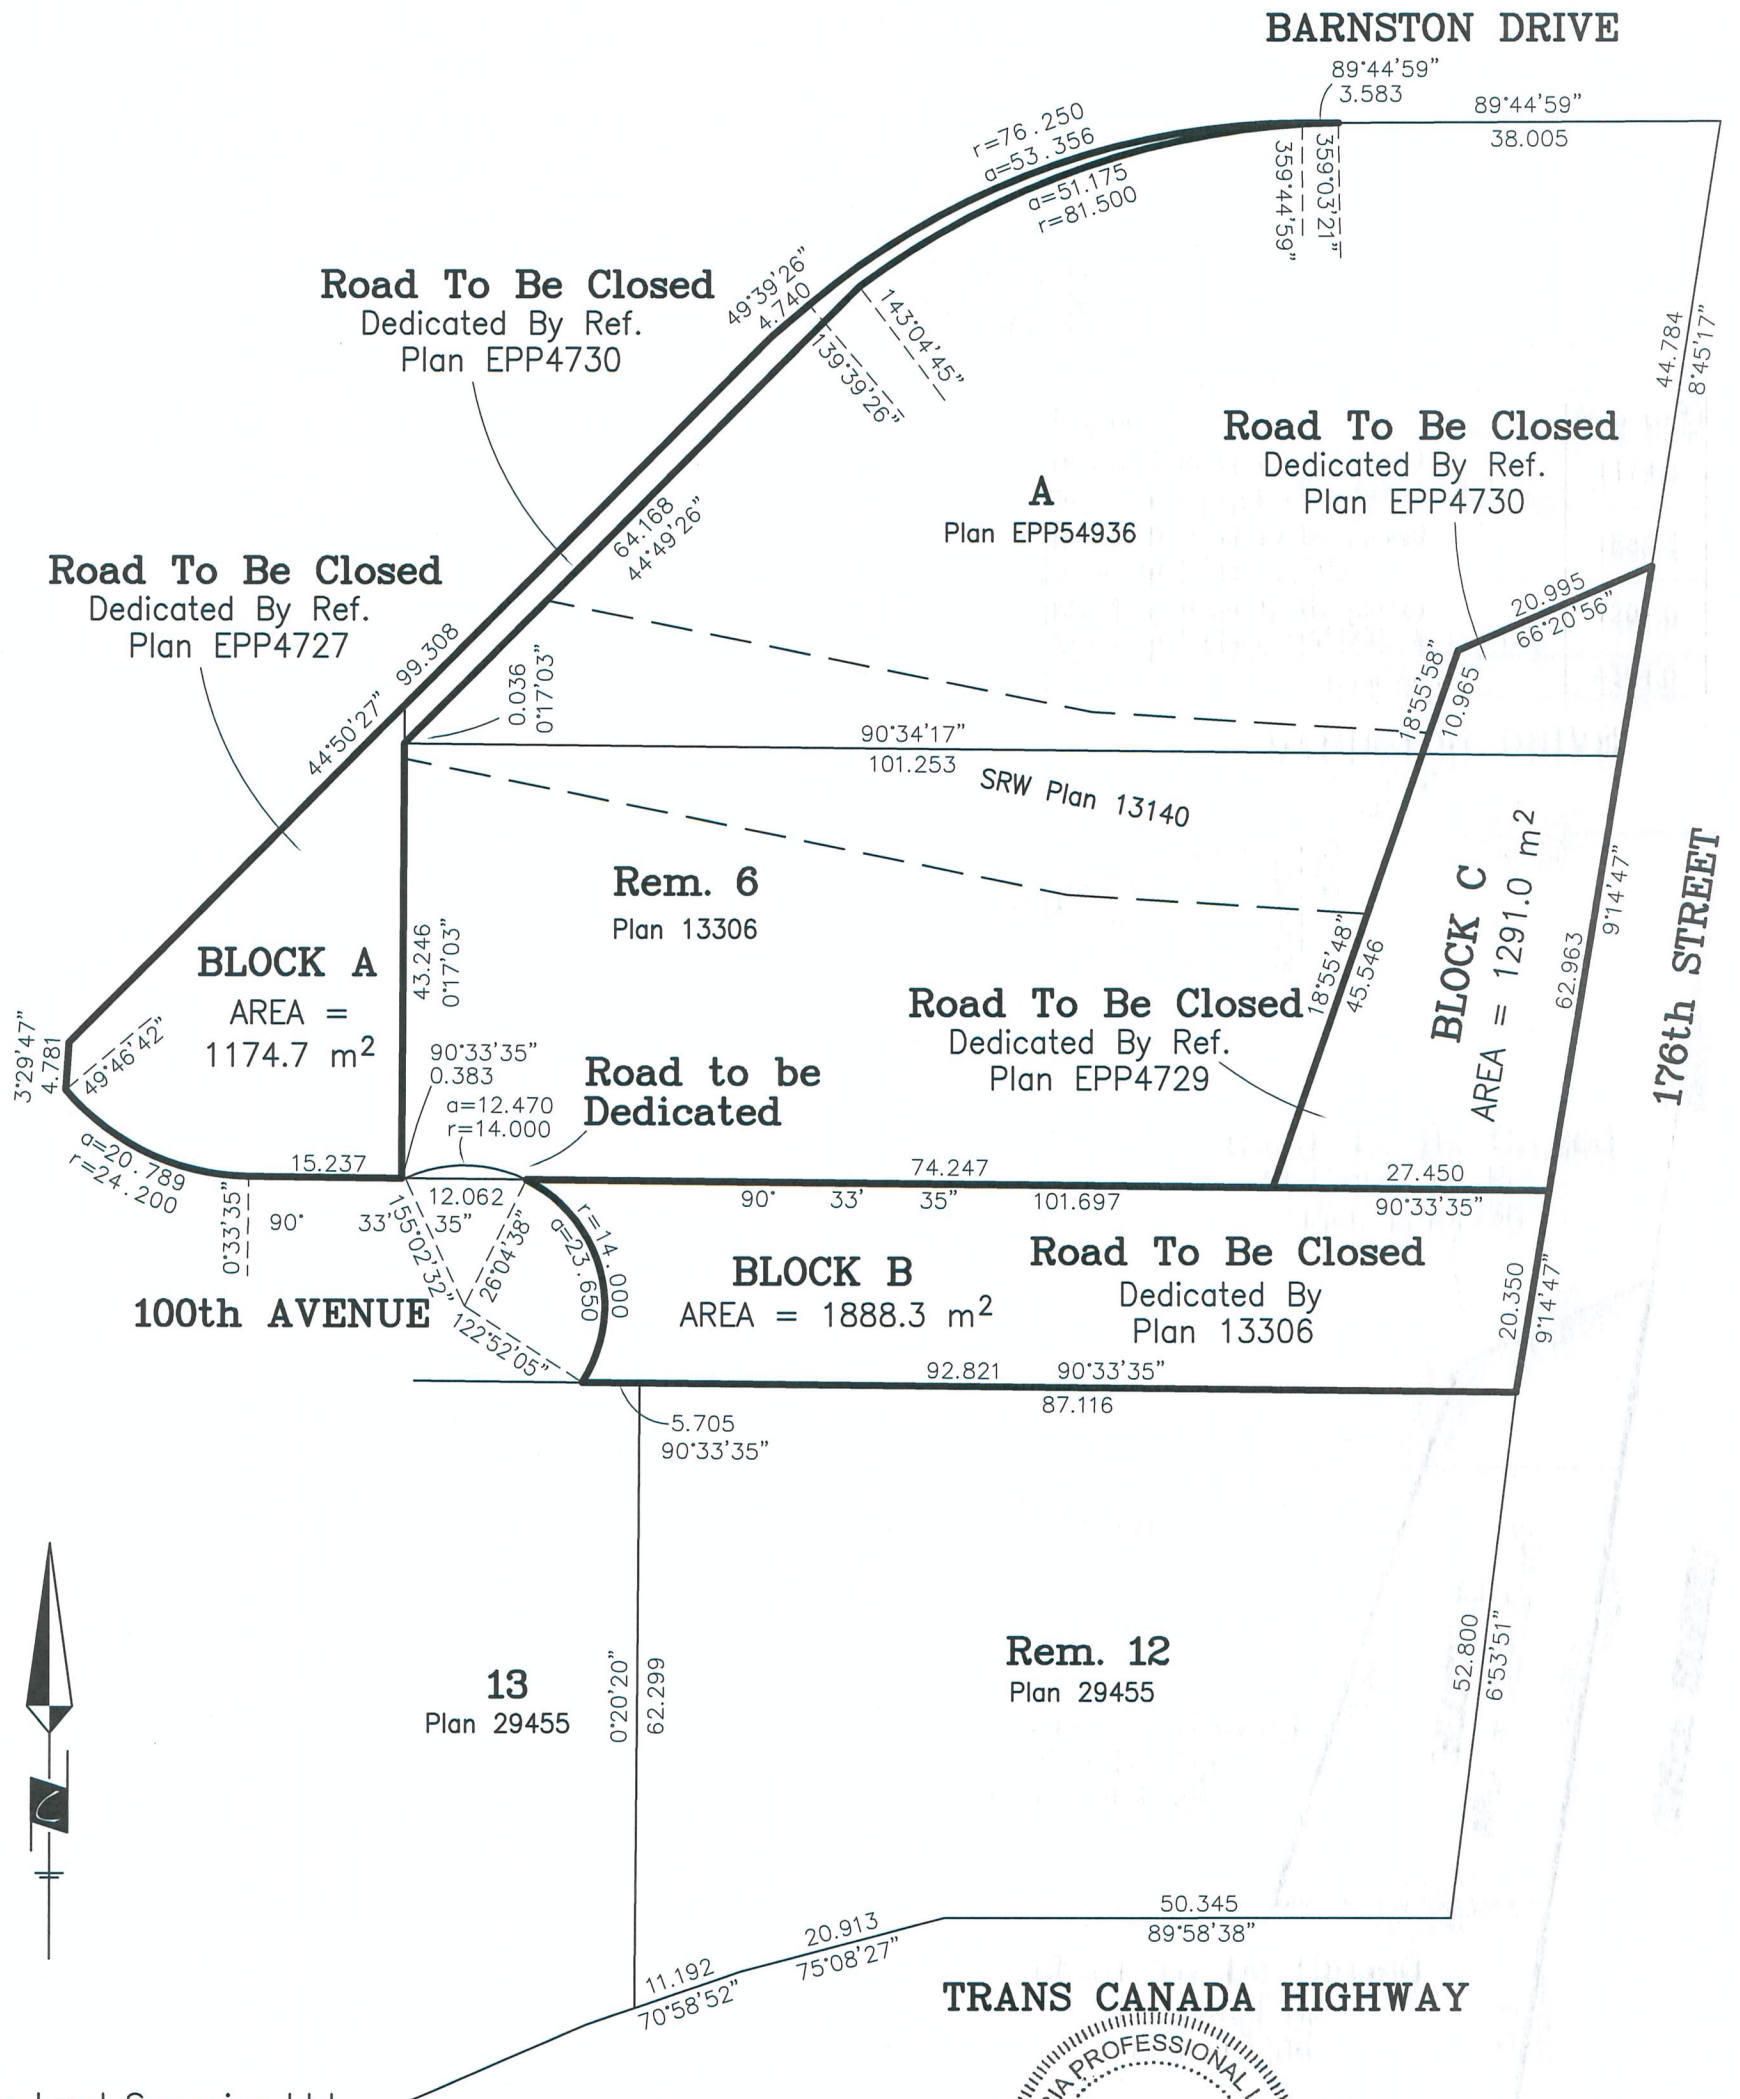 BARNSTON DRIVE
89°44'59"
3.583
89°44'59"
38.005
r=76.250
a=53.356
a=51.175
r=81.500
359°44'59"
359°03'21"
49°39'26"
4.740
139°39'26"
143°04'45"
44.784
8°45'17"
Road To Be Closed
Dedicated By Ref.
Plan EPP4730
Road To Be Closed
Dedicated By Ref.
Plan EPP4730
A
Plan EPP54936
64.168
44°49'26"
20.995
66°20'56"
Road To Be Closed
Dedicated By Ref.
Plan EPP4727
99.308
44°50'27"
0.036
0°17'03"
18°55'58"
10.965
90°34'17"
101.253
SRW Plan 13140
Rem. 6
Plan 13306
BLOCK A
AREA =
1174.7 m²
43.246
0°17'03"
BLOCK C
AREA = 1291.0 m²
9°14'47"
62.963
176th STREET
18°55'48"
45.546
Road To Be Closed
Dedicated By Ref.
Plan EPP4729
3°29'47"
4.781
49°46'42"
90°33'35"
0.383
a=12.470
r=14.000
Road to be
Dedicated
a=20.789
r=24.200
15.237
12.062
74.247
27.450
0°33'35"
90° 33' 35"
90° 33' 35" 101.697
90°33'35"
155°02'32"
26°04'38"
122°52'05"
r=14.000
a=23.650
100th AVENUE
BLOCK B
AREA = 1888.3 m²
Road To Be Closed
Dedicated By
Plan 13306
20.350
9°14'47"
92.821 90°33'35"
87.116
5.705
90°33'35"
0°20'20"
62.299
13
Plan 29455
Rem. 12
Plan 29455
52.800
6°53'51"
50.345
89°58'38"
20.913
75°08'27"
11.192
70°58'52"
TRANS CANADA HIGHWAY
PROFESSIONAL